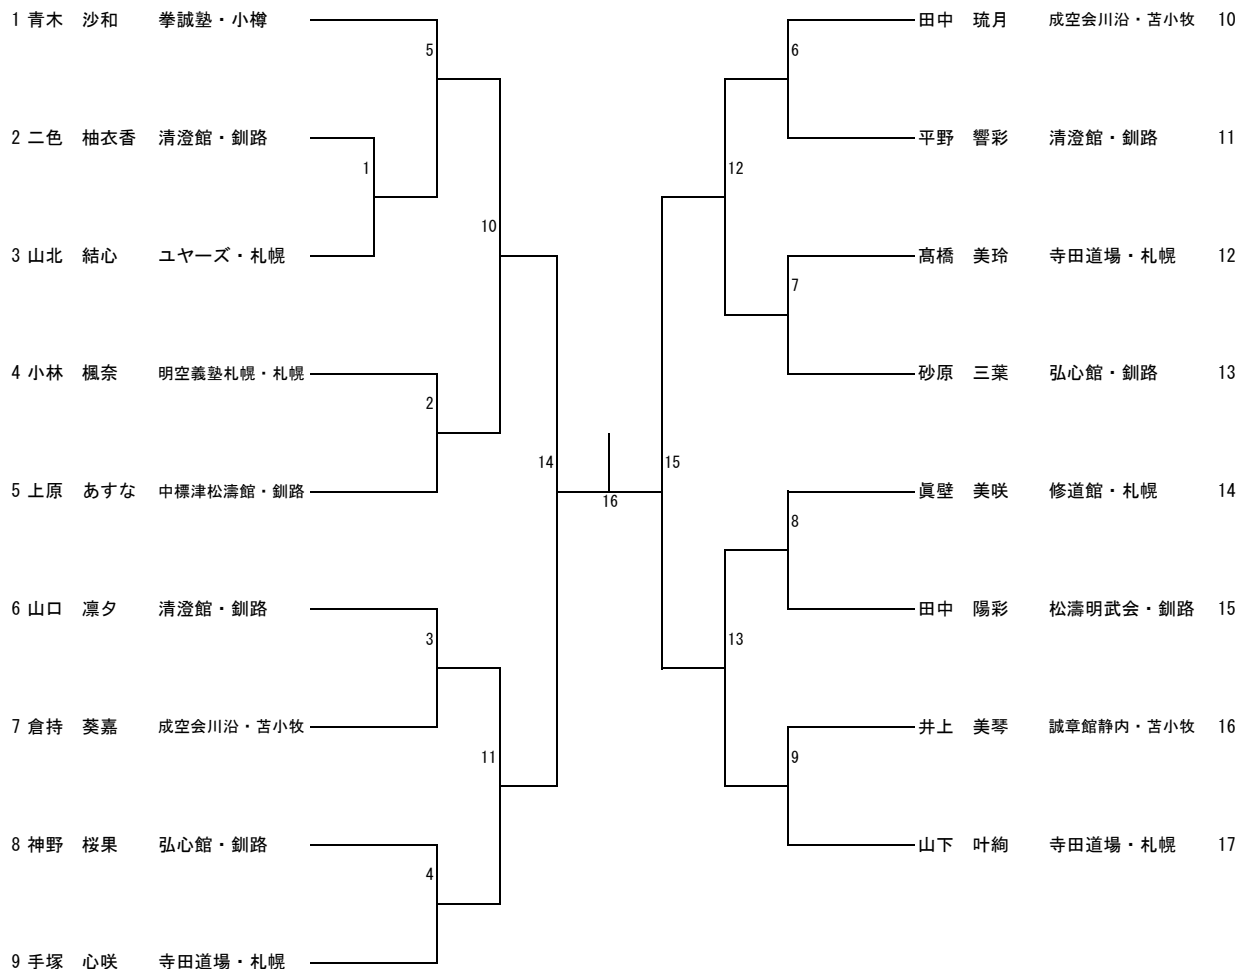 1 青木 沙和 拳誠塾・小樽
5
2 二色 柚衣香 清澄館・釧路
1
10
3 山北 結心 ユヤーズ・札幌
4 小林 楓奈 明空義塾札幌・札幌
2
14
5 上原 あすな 中標津松濤館・釧路
6 山口 凛夕 清澄館・釧路
3
7 倉持 葵嘉 成空会川沿・苫小牧
11
8 神野 桜果 弘心館・釧路
4
9 手塚 心咲 寺田道場・札幌
16
田中 琉月 成空会川沿・苫小牧 10
6
平野 響彩 清澄館・釧路 11
12
髙橋 美玲 寺田道場・札幌 12
7
砂原 三葉 弘心館・釧路 13
15
眞壁 美咲 修道館・札幌 14
8
田中 陽彩 松濤明武会・釧路 15
13
井上 美琴 誠章館静内・苫小牧 16
9
山下 叶絢 寺田道場・札幌 17